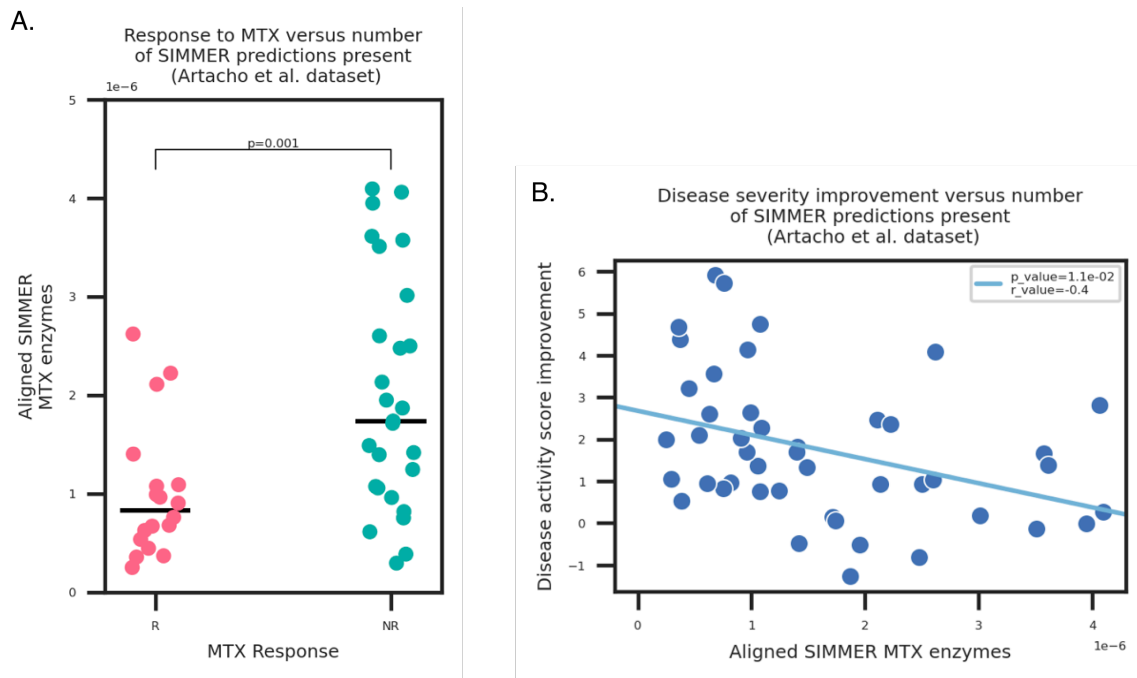 A.
Response to MTX versus number
of SIMMER predictions present
(Artacho et al. dataset)
1e−6
5
p=0.001
4
3
2
1
0
Aligned SIMMER
MTX enzymes
R
NR
MTX Response
B.
Disease severity improvement versus number
of SIMMER predictions present
(Artacho et al. dataset)
p_value=1.1e-02
r_value=-0.4
6
5
4
3
2
1
0
−1
Disease activity score improvement
0
1
2
3
4
1e−6
Aligned SIMMER MTX enzymes